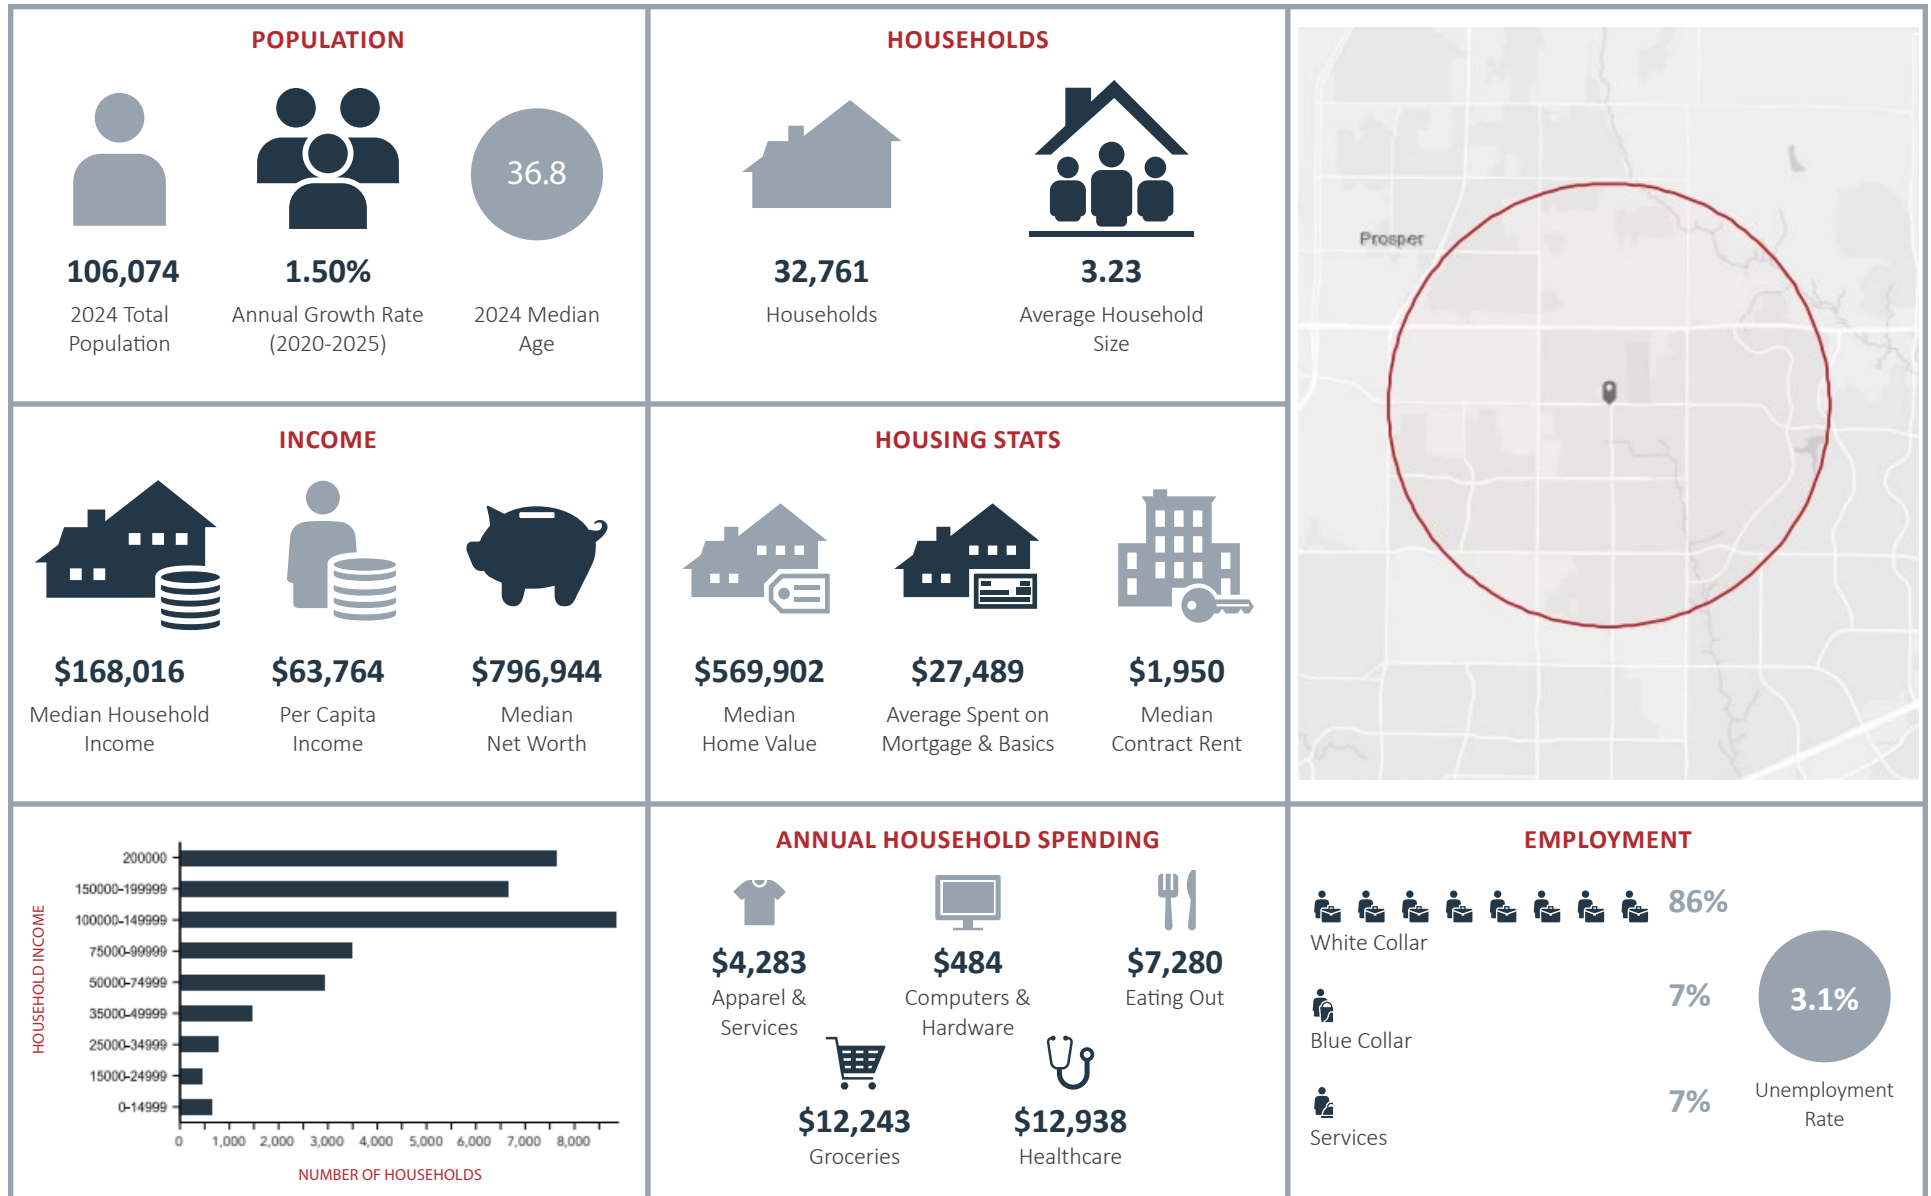 POPULATION
36.8
106,074
1.50%
2024 Total
Population
Annual Growth Rate
(2020-2025)
2024 Median
Age
HOUSEHOLDS
32,761
3.23
Households
Average Household
Size
Prosper
INCOME
$168,016
$63,764
$796,944
Median Household
Income
Per Capita
Income
Median
Net Worth
HOUSING STATS
$569,902
$27,489
$1,950
Median
Home Value
Average Spent on
Mortgage & Basics
Median
Contract Rent
HOUSEHOLD INCOME
200000
150000-199999
100000-149999
75000-99999
50000-74999
35000-49999
25000-34999
15000-24999
0-14999
0 1,000 2,000 3,000 4,000 5,000 6,000 7,000 8,000
NUMBER OF HOUSEHOLDS
ANNUAL HOUSEHOLD SPENDING
$4,283
$484
$7,280
Apparel &
Services
Computers &
Hardware
Eating Out
$12,243
$12,938
Groceries
Healthcare
EMPLOYMENT
86%
White Collar
7%
Blue Collar
7%
Services
3.1%
Unemployment
Rate